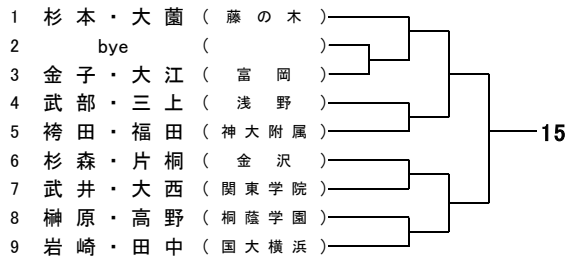 1 杉本・大薗 (藤の木)
2 bye ( )
3 金子・大江 (富岡)
4 武部・三上 (浅野)
5 袴田・福田 (神大附属)
6 杉森・片桐 (金沢)
7 武井・大西 (関東学院)
8 榊原・高野 (桐蔭学園)
9 岩崎・田中 (国大横浜)
15